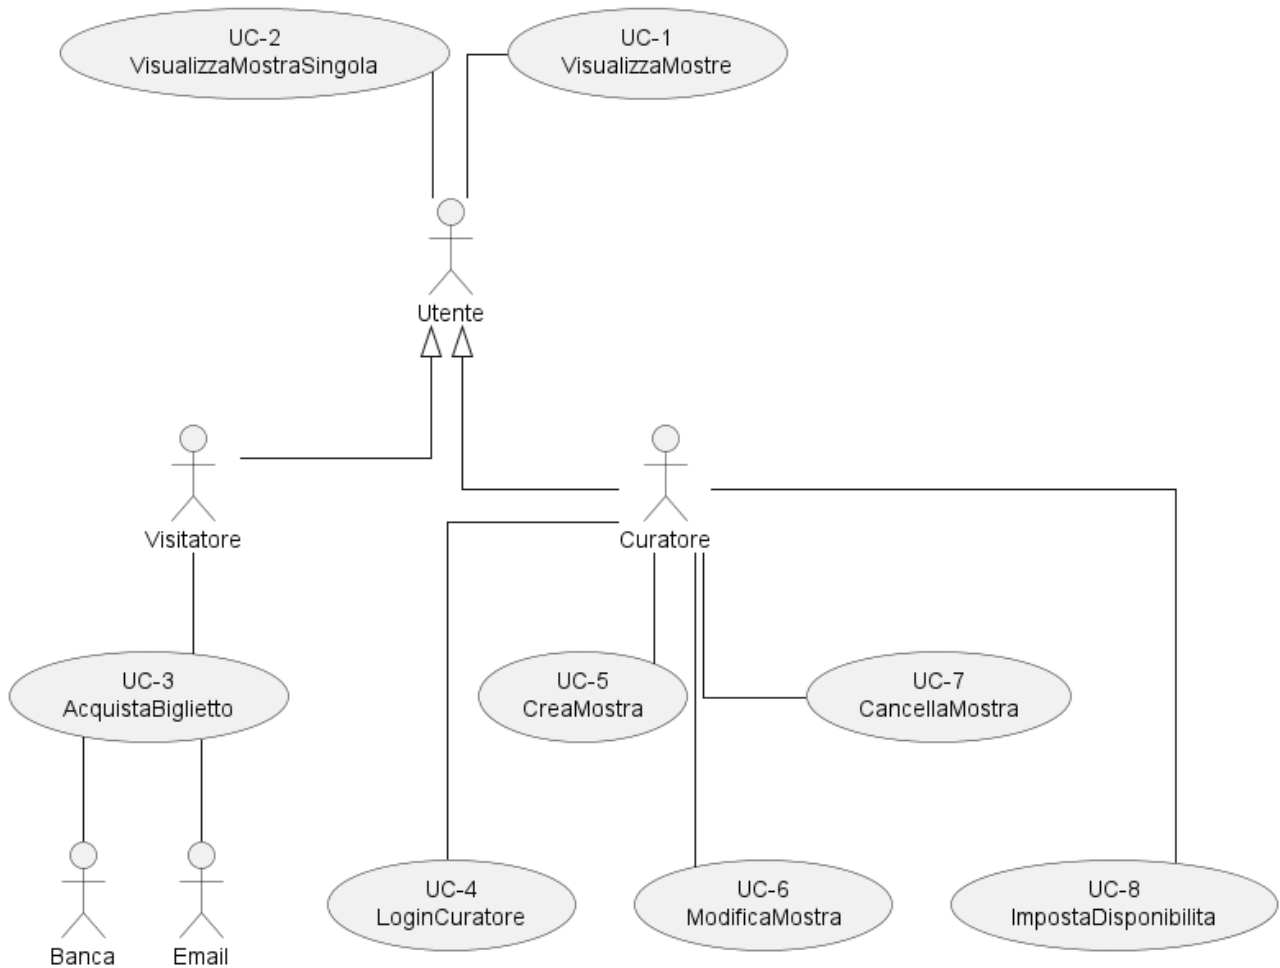 UC-2
VisualizzaMostraSingola
UC-1
VisualizzaMostre
Utente
Visitatore
Curatore
UC-3
AcquistaBiglietto
UC-5
CreaMostra
UC-7
CancellaMostra
Banca
Email
UC-4
LoginCuratore
UC-6
ModificaMostra
UC-8
ImpostaDisponibilita